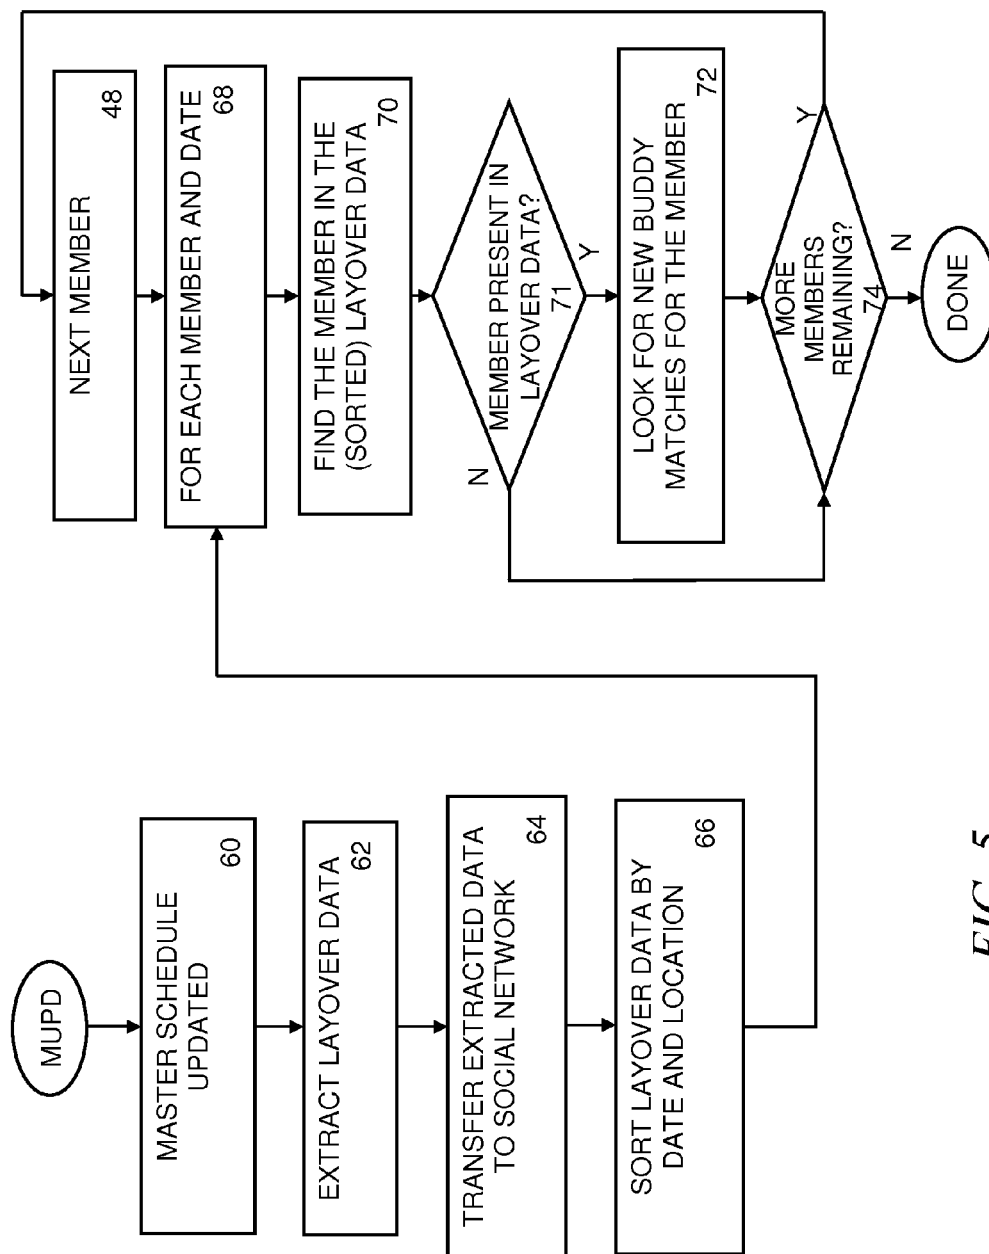 MUPD
MASTER SCHEDULE
UPDATED
60
EXTRACT LAYOVER DATA
62
TRANSFER EXTRACTED DATA
TO SOCIAL NETWORK
64
SORT LAYOVER DATA BY
DATE AND LOCATION
66
NEXT MEMBER
48
FOR EACH MEMBER AND DATE
68
FIND THE MEMBER IN THE
(SORTED) LAYOVER DATA
70
MEMBER PRESENT IN
LAYOVER DATA?
71
N
Y
LOOK FOR NEW BUDDY
MATCHES FOR THE MEMBER
72
MORE
MEMBERS
REMAINING?
74
Y
N
DONE
FIG. 5